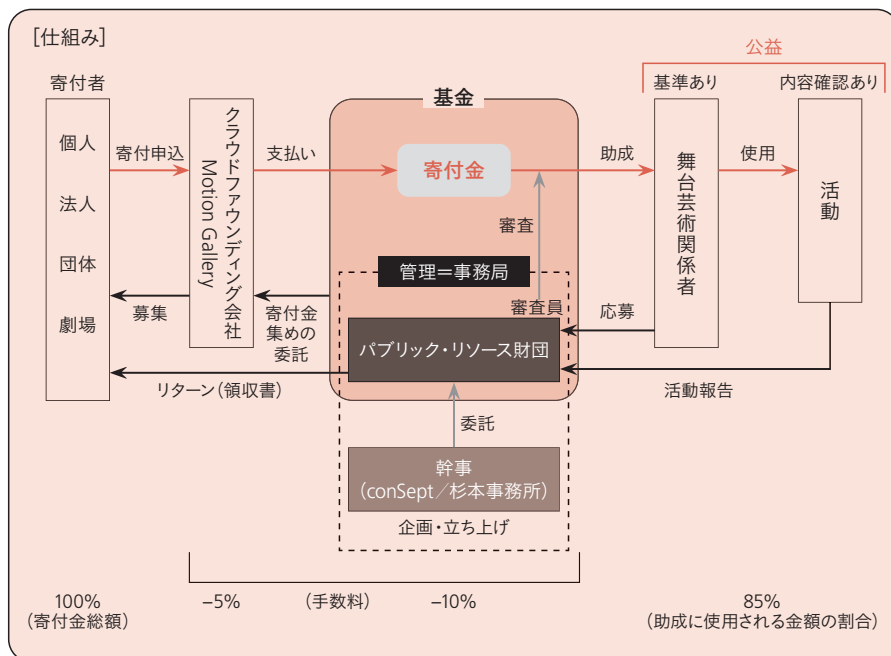 [仕組み]
公益
寄付者
基金
基準あり
内容確認あり
個人
法人
団体
劇場
寄付申込
クラウドファウンディング会社
Motion Gallery
支払い
寄付金
助成
舞台芸術関係者
使用
活動
審査
管理＝事務局
審査員
募集
寄付金
集めの
委託
応募
パブリック・リソース財団
リターン（領収書）
活動報告
委託
幹事
（conSept／杉本事務所）
企画・立ち上げ
100%
（寄付金総額）
–5%
（手数料）
–10%
85%
（助成に使用される金額の割合）